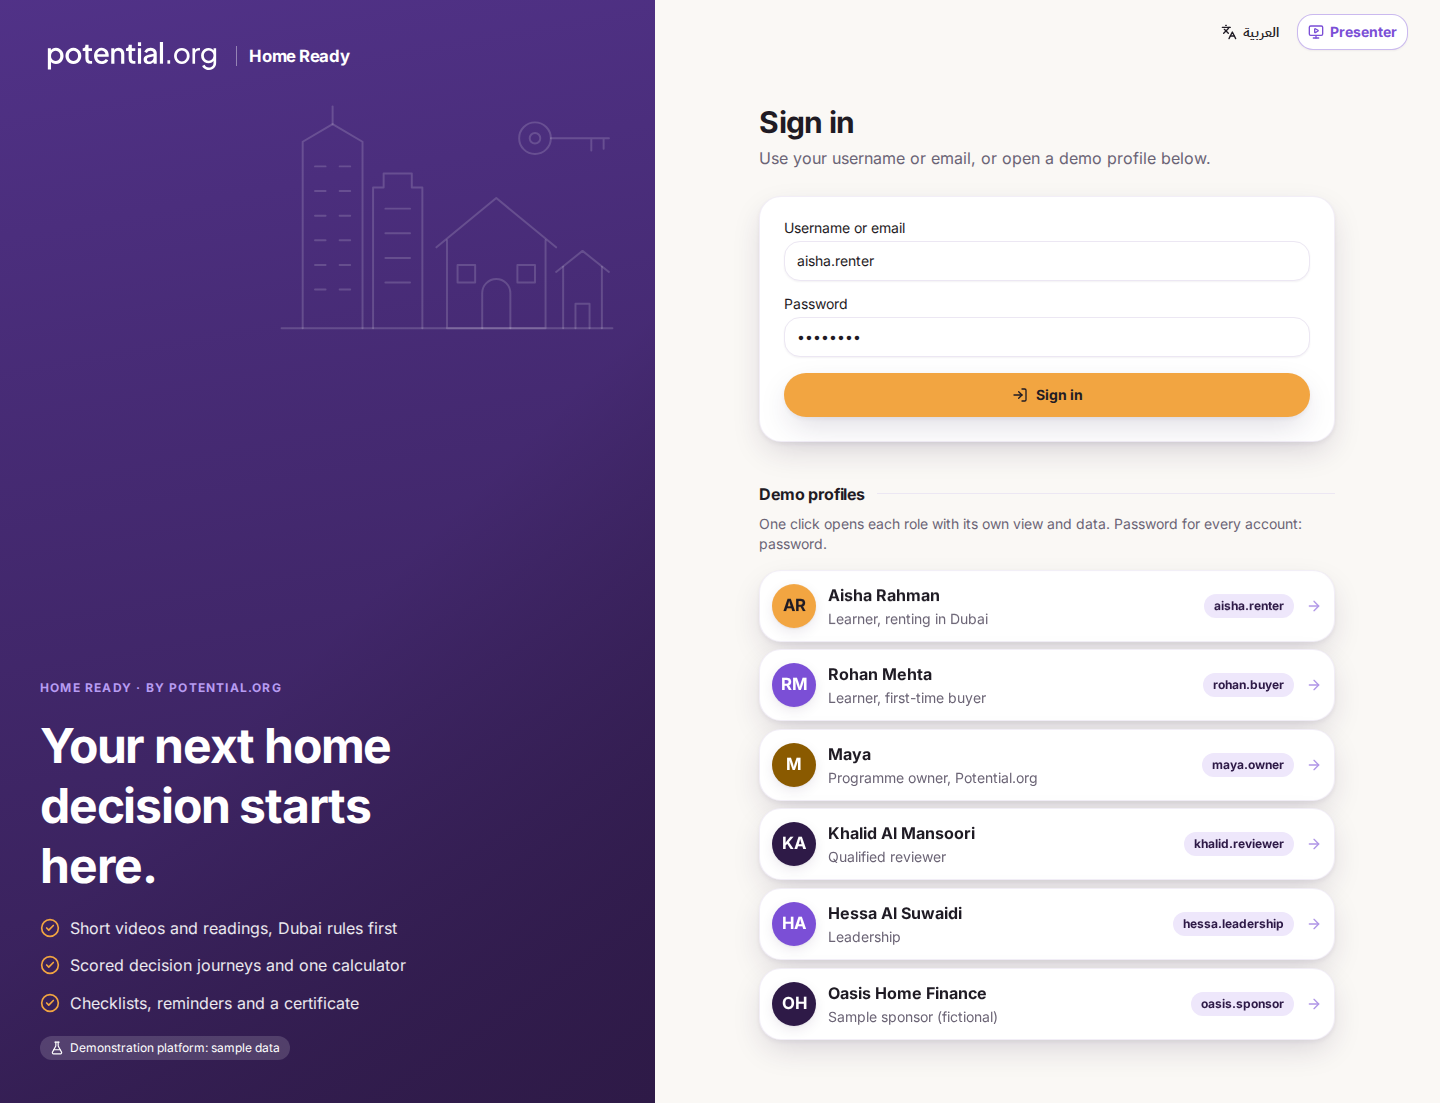 potential.org
Home Ready
العربية
Presenter
HOME READY · BY POTENTIAL.ORG
Your next home
decision starts
here.
Short videos and readings, Dubai rules first
Scored decision journeys and one calculator
Checklists, reminders and a certificate
Demonstration platform: sample data
Sign in
Use your username or email, or open a demo profile below.
Username or email
aisha.renter
Password
••••••••
Sign in
Demo profiles
One click opens each role with its own view and data. Password for every account:
password.
AR
Aisha Rahman
Learner, renting in Dubai
aisha.renter
RM
Rohan Mehta
Learner, first-time buyer
rohan.buyer
M
Maya
Programme owner, Potential.org
maya.owner
KA
Khalid Al Mansoori
Qualified reviewer
khalid.reviewer
HA
Hessa Al Suwaidi
Leadership
hessa.leadership
OH
Oasis Home Finance
Sample sponsor (fictional)
oasis.sponsor